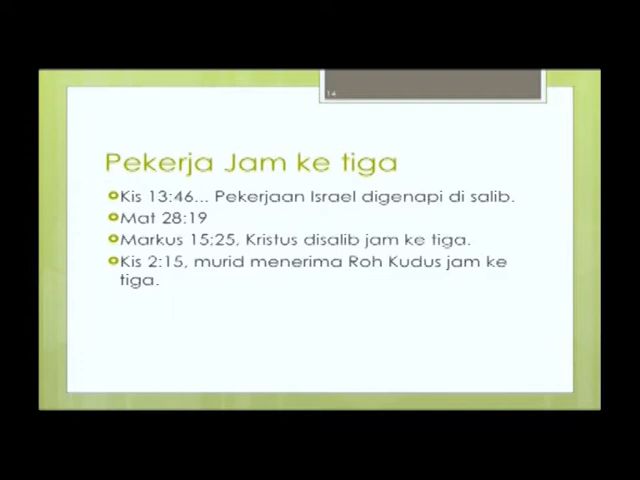 14
Pekerja Jam ke tiga
Kis 13:46... Pekerjaan Israel digenapi di salib.
Mat 28:19
Markus 15;25, Kristus disalib jam ke tiga.
Kis 2:15, murid menerima Roh Kudus jam ke
tiga.